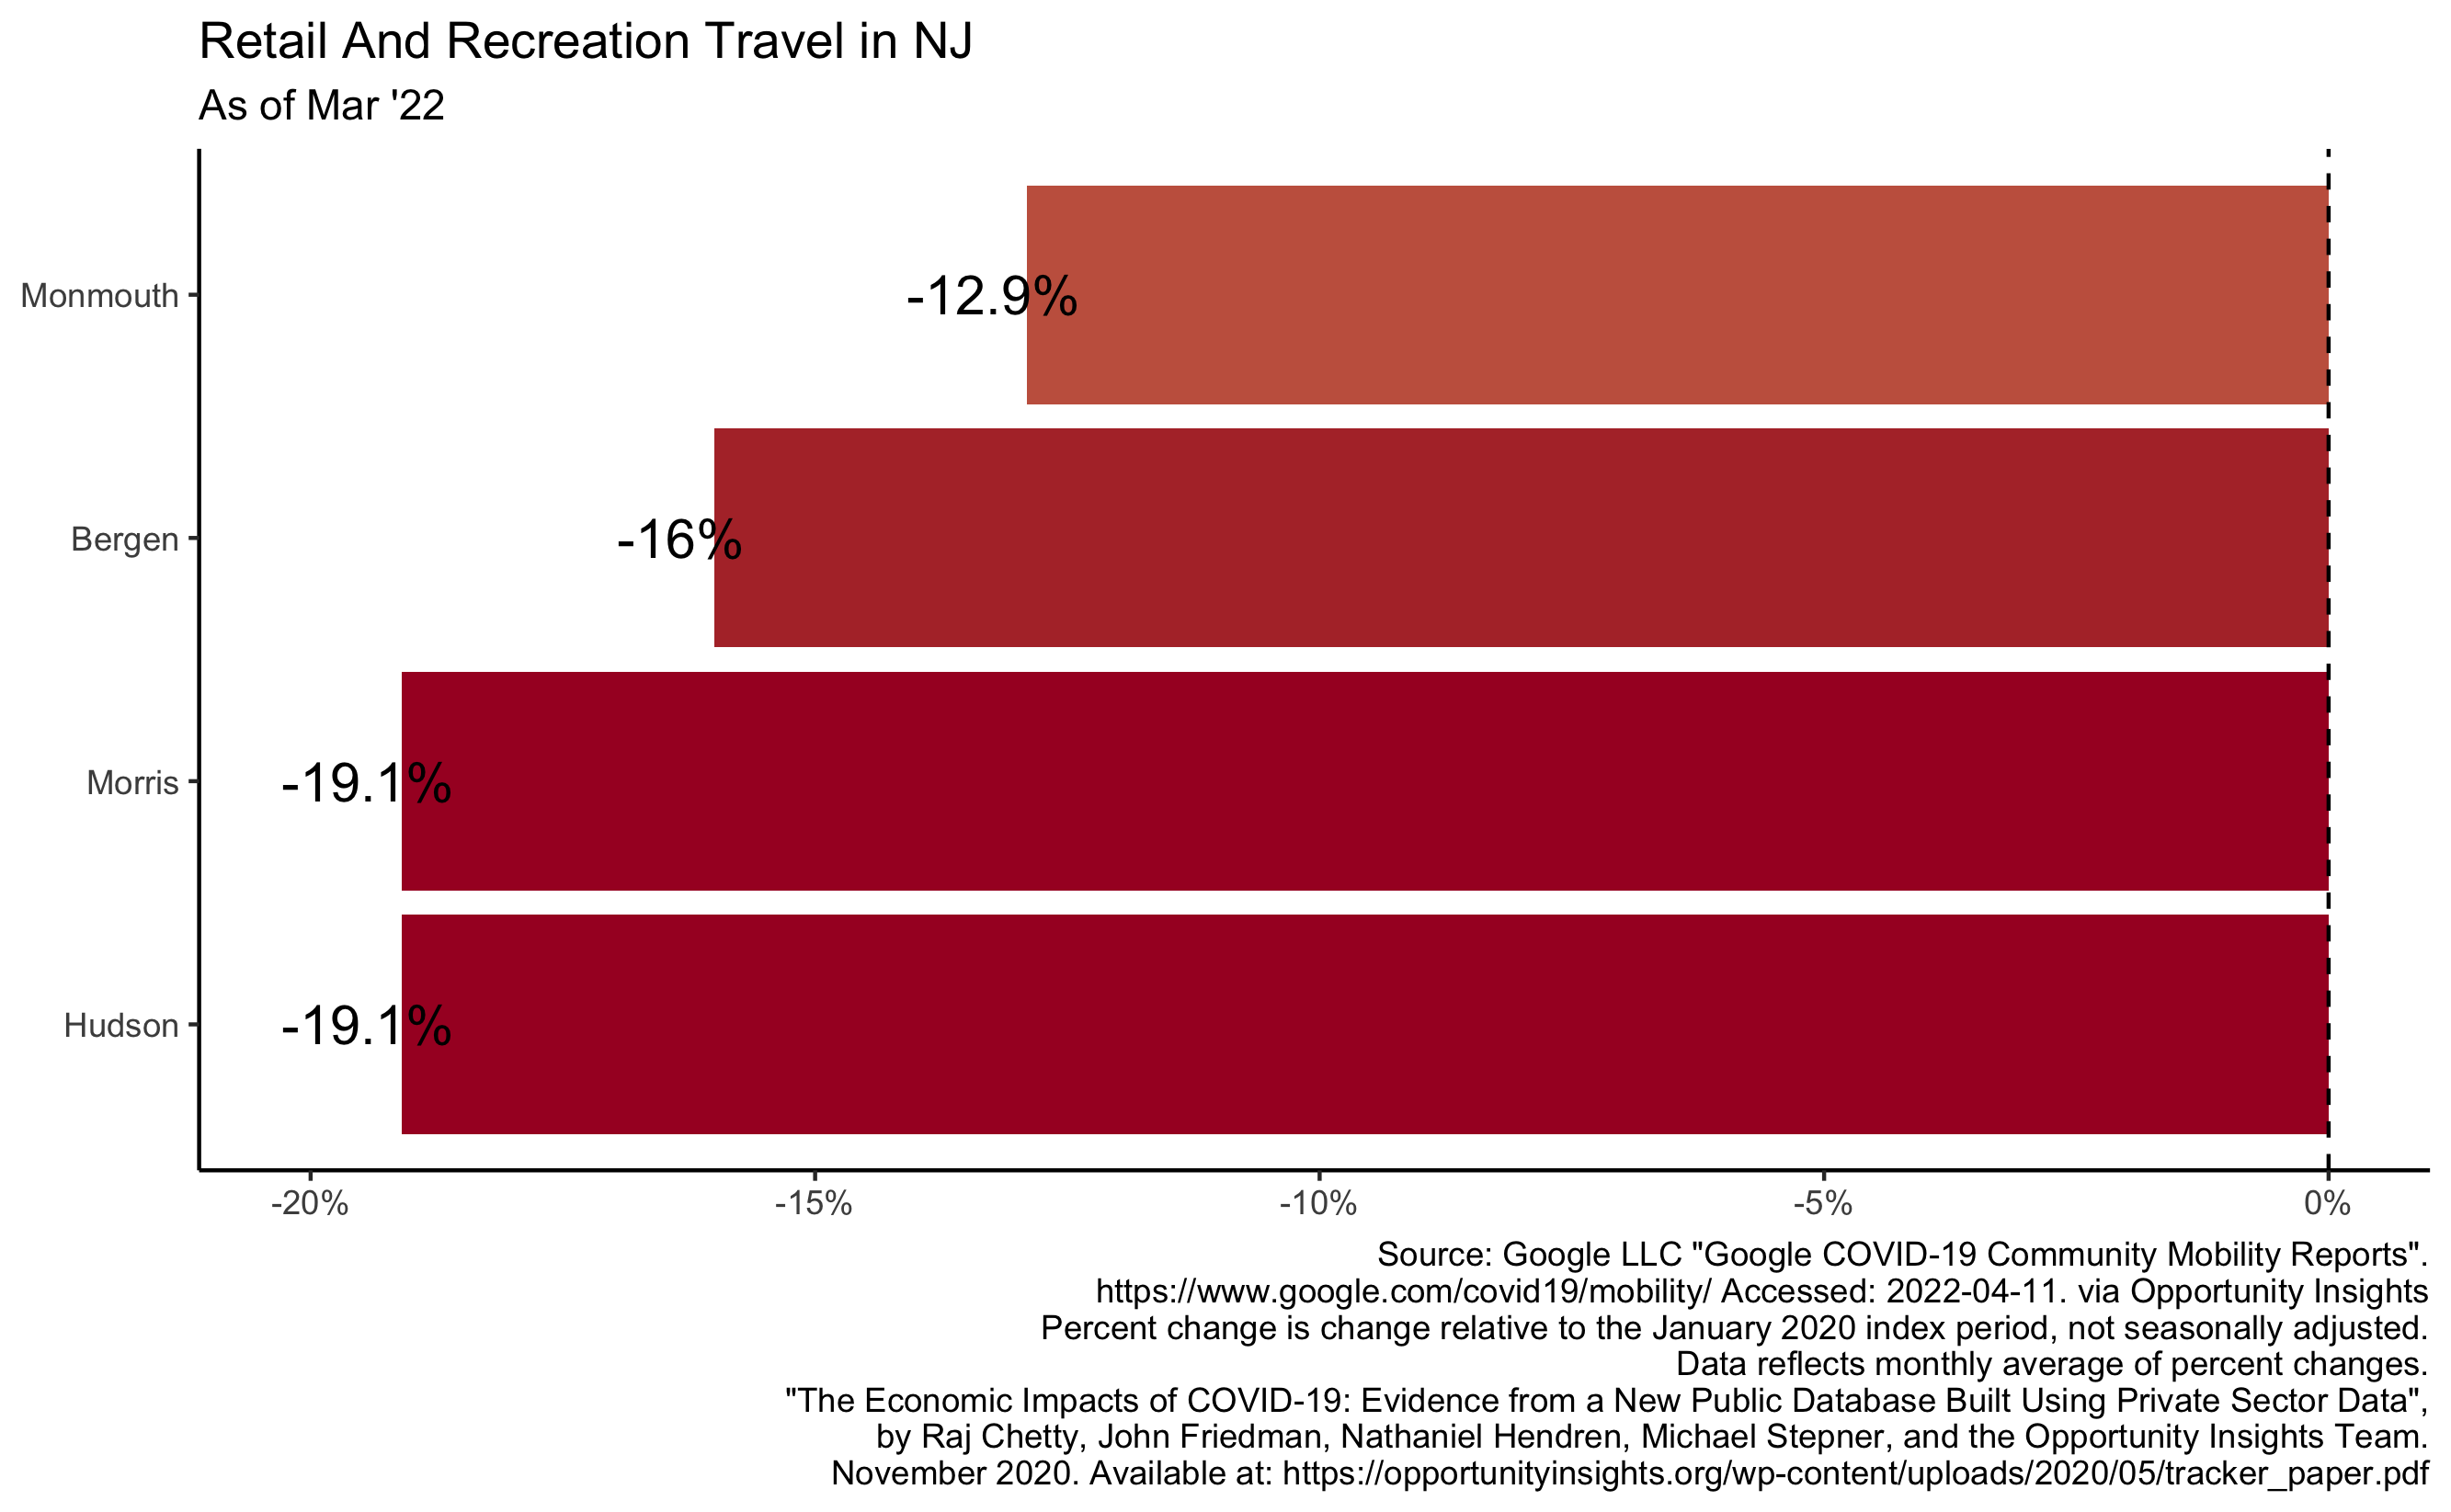 Retail And Recreation Travel in NJ
As of Mar '22
Monmouth
-12.9%
Bergen
-16%
Morris
-19.1%
Hudson
-19.1%
-20% -15% -10% -5% 0%
Source: Google LLC "Google COVID-19 Community Mobility Reports".
https://www.google.com/covid19/mobility/ Accessed: 2022-04-11. via Opportunity Insights
Percent change is change relative to the January 2020 index period, not seasonally adjusted.
Data reflects monthly average of percent changes.
"The Economic Impacts of COVID-19: Evidence from a New Public Database Built Using Private Sector Data",
by Raj Chetty, John Friedman, Nathaniel Hendren, Michael Stepner, and the Opportunity Insights Team.
November 2020. Available at: https://opportunityinsights.org/wp-content/uploads/2020/05/tracker_paper.pdf